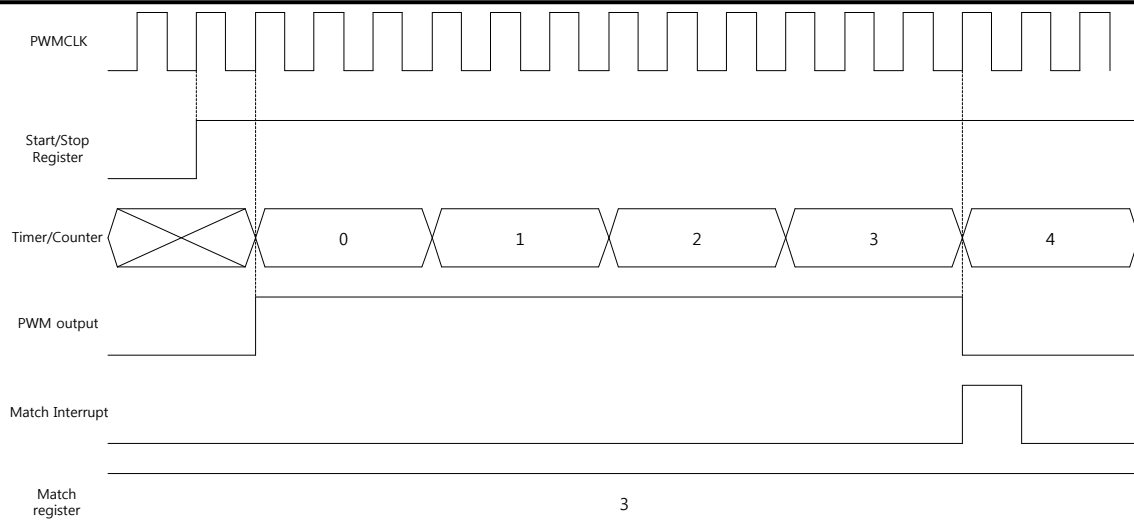 PWMCLK
Start/Stop
Register
Timer/Counter
0
1
2
3
4
PWM output
Match Interrupt
Match
register
3